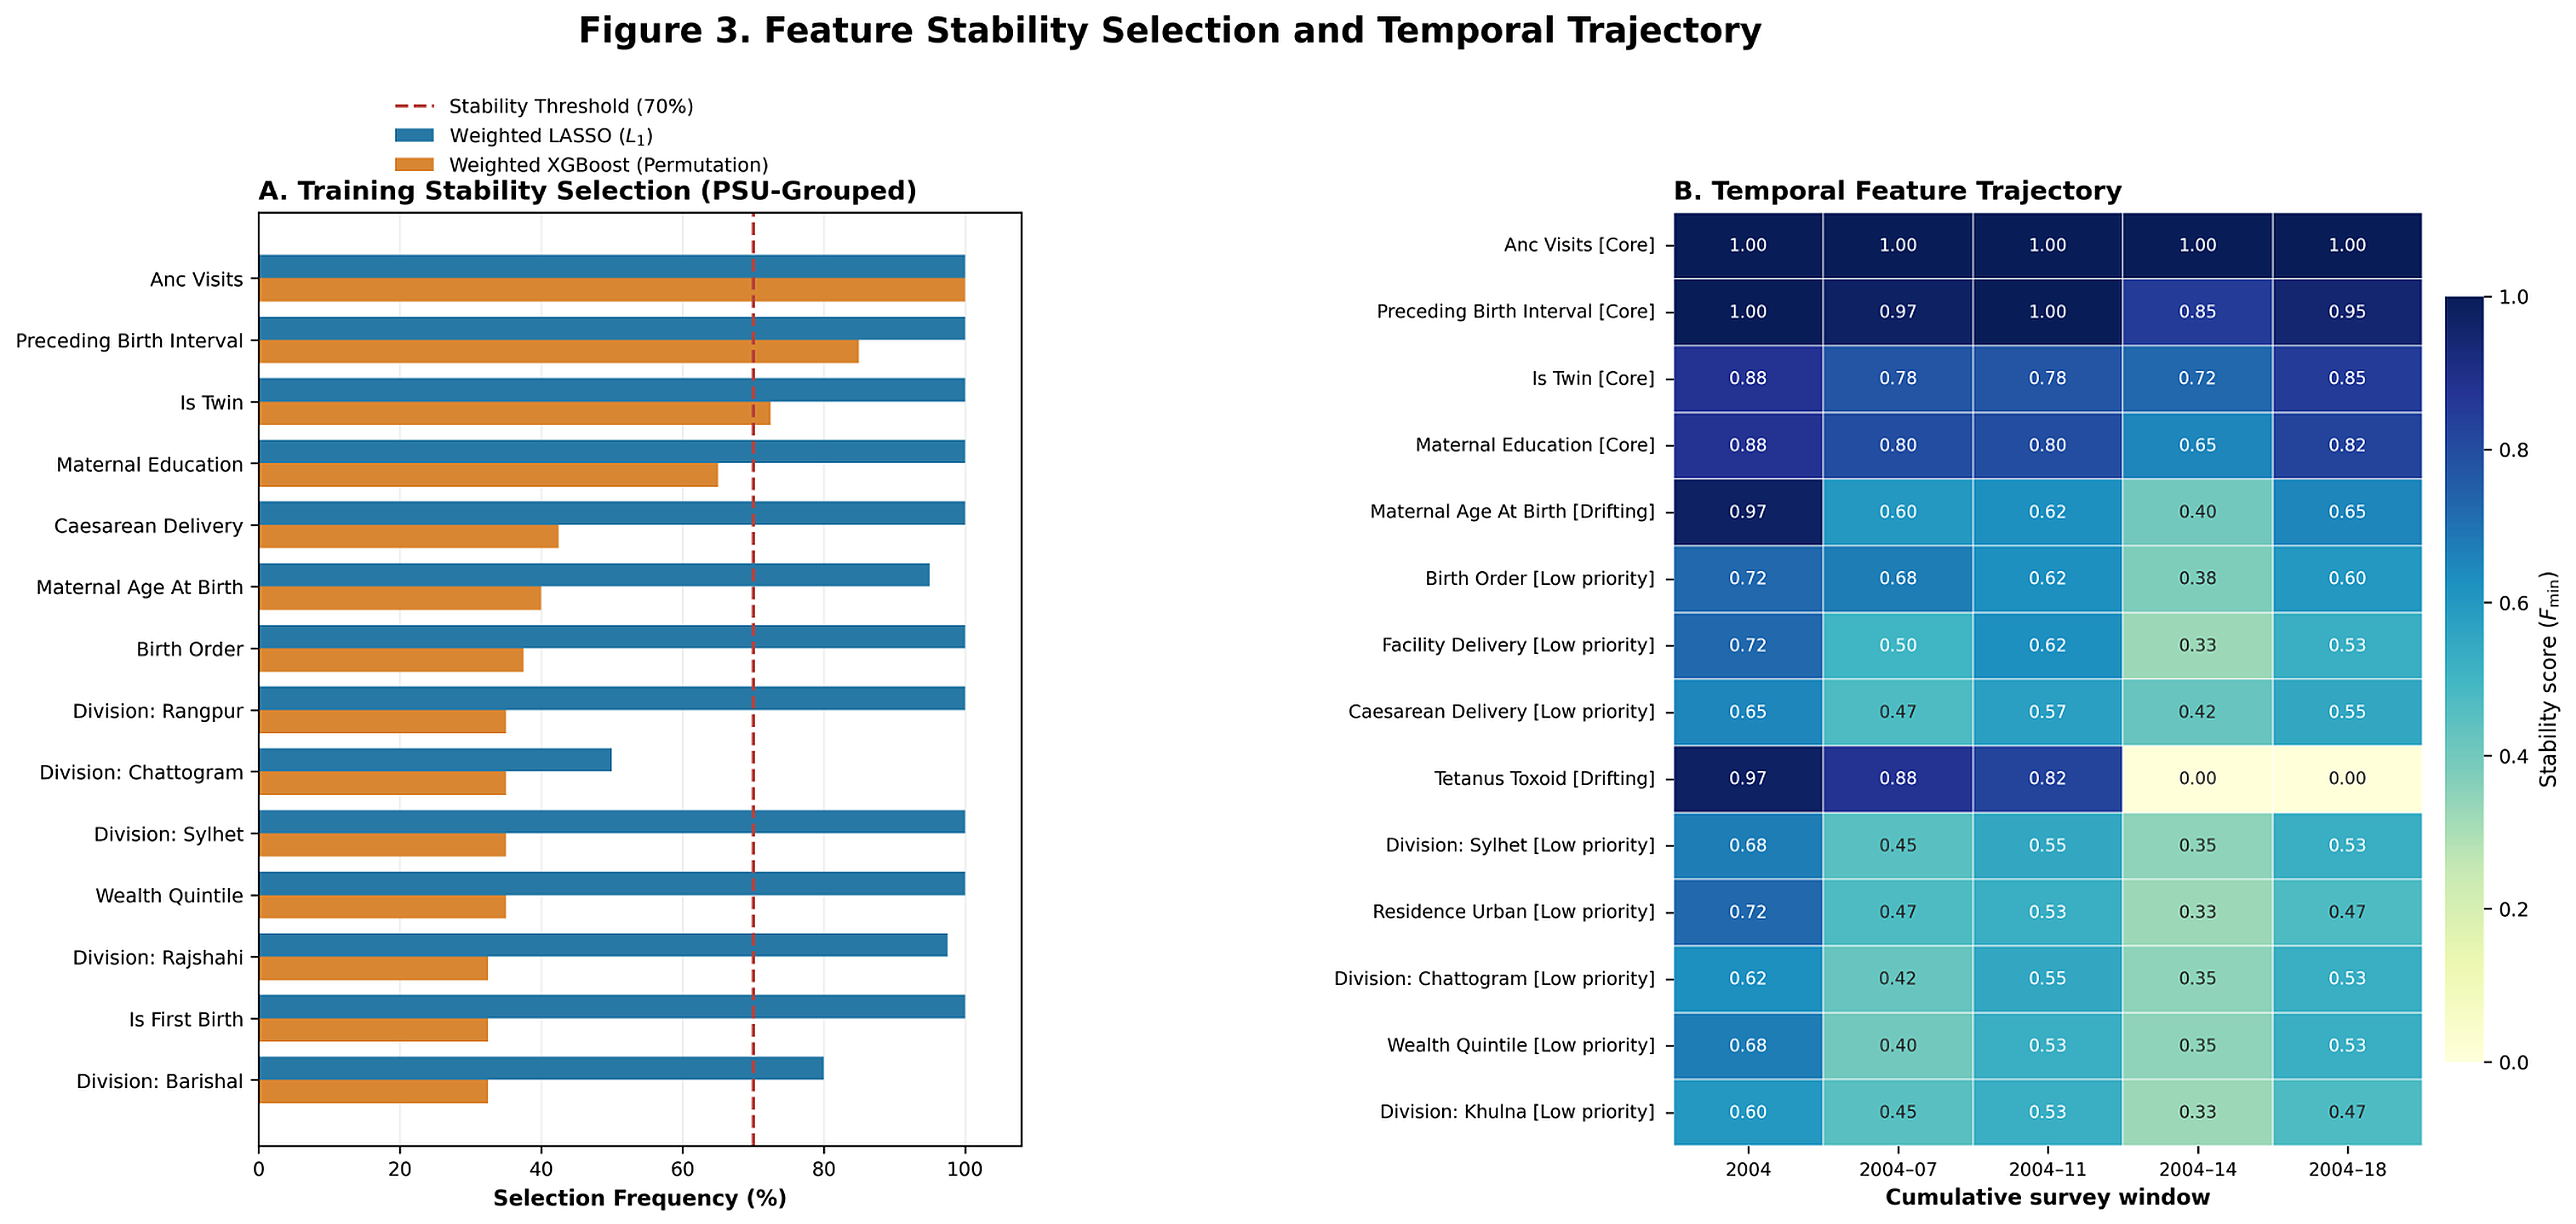 Figure 3. Feature Stability Selection and Temporal Trajectory
Stability Threshold (70%)
Weighted LASSO (L1)
Weighted XGBoost (Permutation)
A. Training Stability Selection (PSU-Grouped)
Anc Visits
Preceding Birth Interval
Is Twin
Maternal Education
Caesarean Delivery
Maternal Age At Birth
Birth Order
Division: Rangpur
Division: Chattogram
Division: Sylhet
Wealth Quintile
Division: Rajshahi
Is First Birth
Division: Barishal
0 20 40 60 80 100
Selection Frequency (%)
B. Temporal Feature Trajectory
Anc Visits [Core] 1.00 1.00 1.00 1.00 1.00
Preceding Birth Interval [Core] 1.00 0.97 1.00 0.85 0.95
Is Twin [Core] 0.88 0.78 0.78 0.72 0.85
Maternal Education [Core] 0.88 0.80 0.80 0.65 0.82
Maternal Age At Birth [Drifting] 0.97 0.60 0.62 0.40 0.65
Birth Order [Low priority] 0.72 0.68 0.62 0.38 0.60
Facility Delivery [Low priority] 0.72 0.50 0.62 0.33 0.53
Caesarean Delivery [Low priority] 0.65 0.47 0.57 0.42 0.55
Tetanus Toxoid [Drifting] 0.97 0.88 0.82 0.00 0.00
Division: Sylhet [Low priority] 0.68 0.45 0.55 0.35 0.53
Residence Urban [Low priority] 0.72 0.47 0.53 0.33 0.47
Division: Chattogram [Low priority] 0.62 0.42 0.55 0.35 0.53
Wealth Quintile [Low priority] 0.68 0.40 0.53 0.35 0.53
Division: Khulna [Low priority] 0.60 0.45 0.53 0.33 0.47
2004 2004–07 2004–11 2004–14 2004–18
Cumulative survey window
1.0
0.8
0.6
0.4
0.2
0.0
Stability score (Fmin)